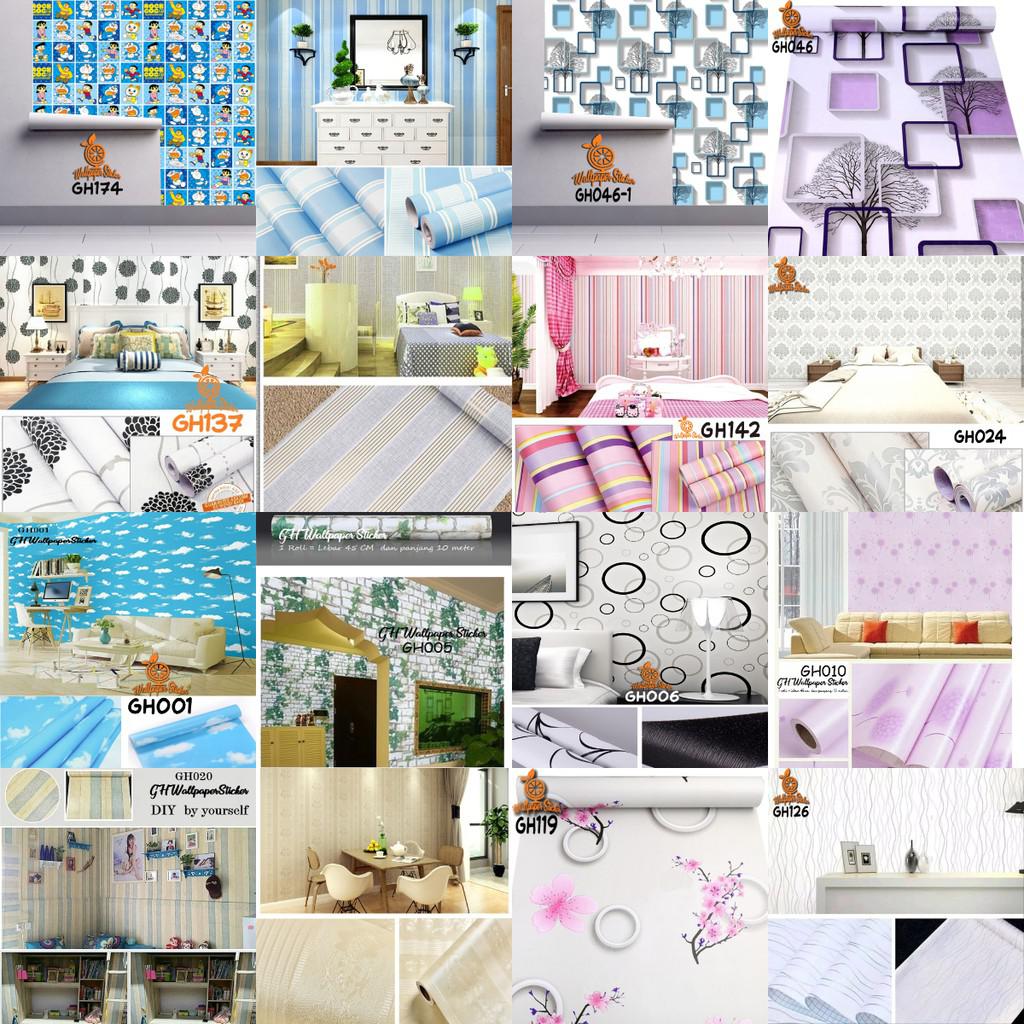 Wallpaper Sticker
GH174
Wallpaper Sticker
GH046-1
Wallpaper Sticker
GH046
GH137
GH142
GH024
GH001
GH WallpaperSticker
GH001
GH Wallpaper Sticker
1 Roll = Lebar 45 CM dan panjang 10 meter
GH Wallpaper Sticker
GH005
GH006
GH010
GH Wallpaper Sticker
GH020
GH WallpaperSticker
DIY by yourself
GH119
GH126